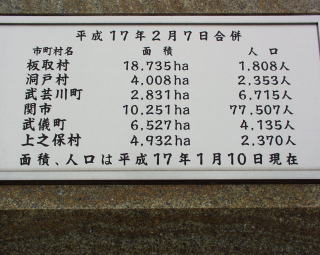 平成17年2月7日合併
市町村名 面積 人口
板取村 18.735ha 1.808人
洞戸村 4.008ha 2.353人
武芸川町 2.831ha 6.715人
関市 10.251ha 77.507人
武儀町 6.527ha 4.135人
上之保村 4.932ha 2.370人
面積、人口は平成17年1月10日現在